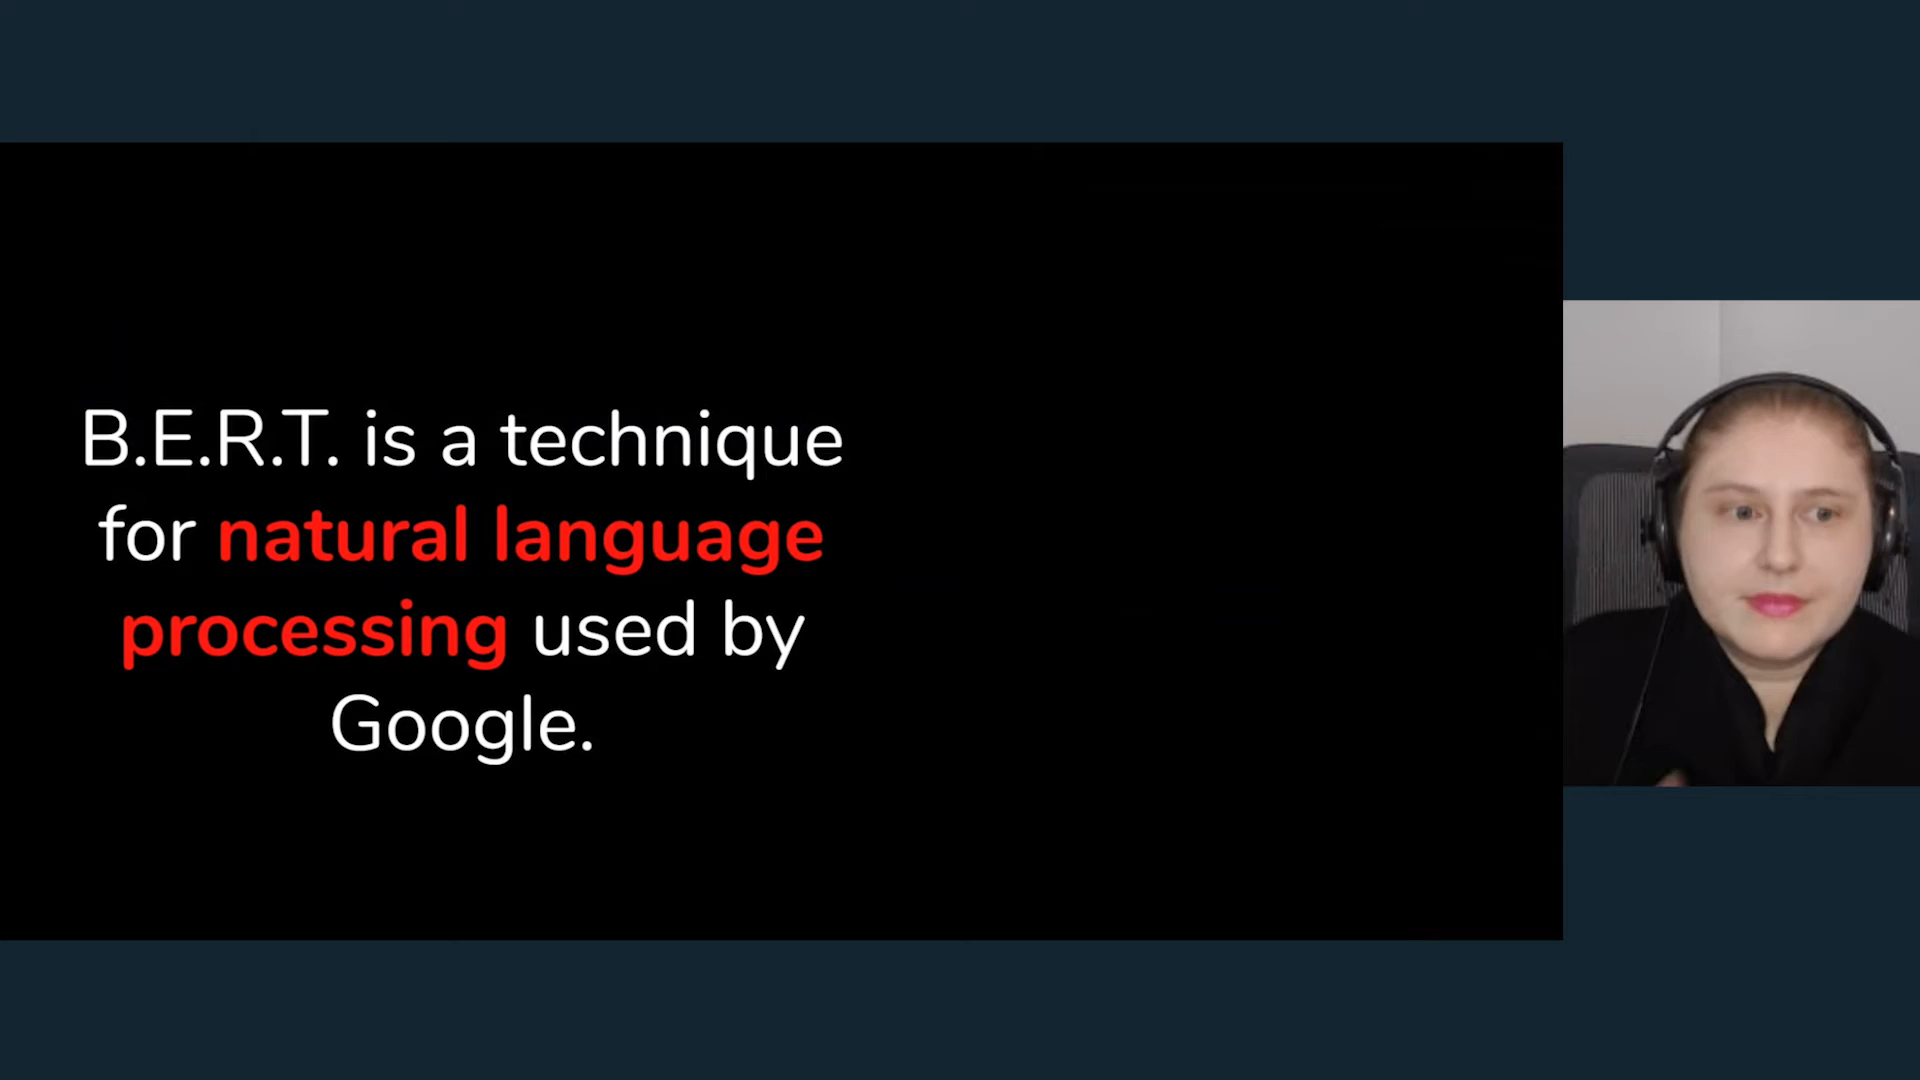 B.E.R.T. is a technique
for natural language
processing used by
Google.